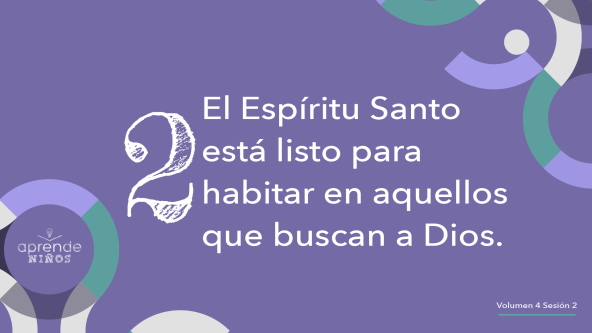 2
El Espíritu Santo
está listo para
habitar en aquellos
que buscan a Dios.
aprende
NIÑOS
Volumen 4 Sesión 2